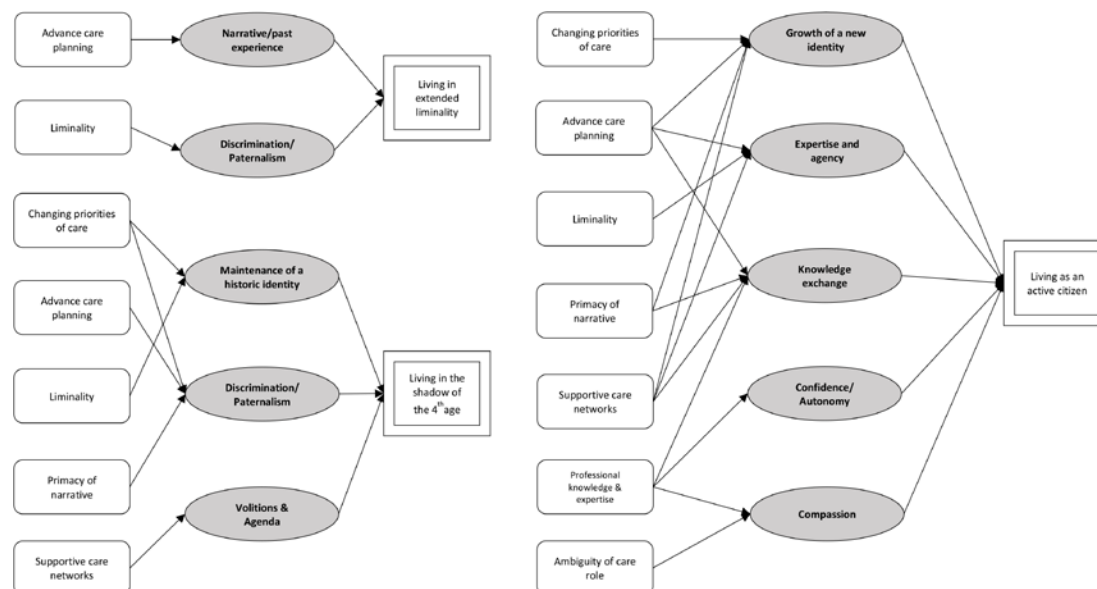 Advance care
planning
Narrative/past
experience
Living in
extended
liminality
Liminality
Discrimination/
Paternalism
Changing priorities
of care
Maintenance of a
historic identity
Advance care
planning
Living in the
shadow of
the 4th age
Discrimination/
Paternalism
Liminality
Primacy of
narrative
Volitions &
Agenda
Supportive care
networks
Changing priorities
of care
Growth of a new
identity
Advance care
planning
Expertise and
agency
Liminality
Knowledge
exchange
Living as an
active citizen
Primacy of
narrative
Supportive care
networks
Confidence/
Autonomy
Professional
knowledge &
expertise
Compassion
Ambiguity of care
role